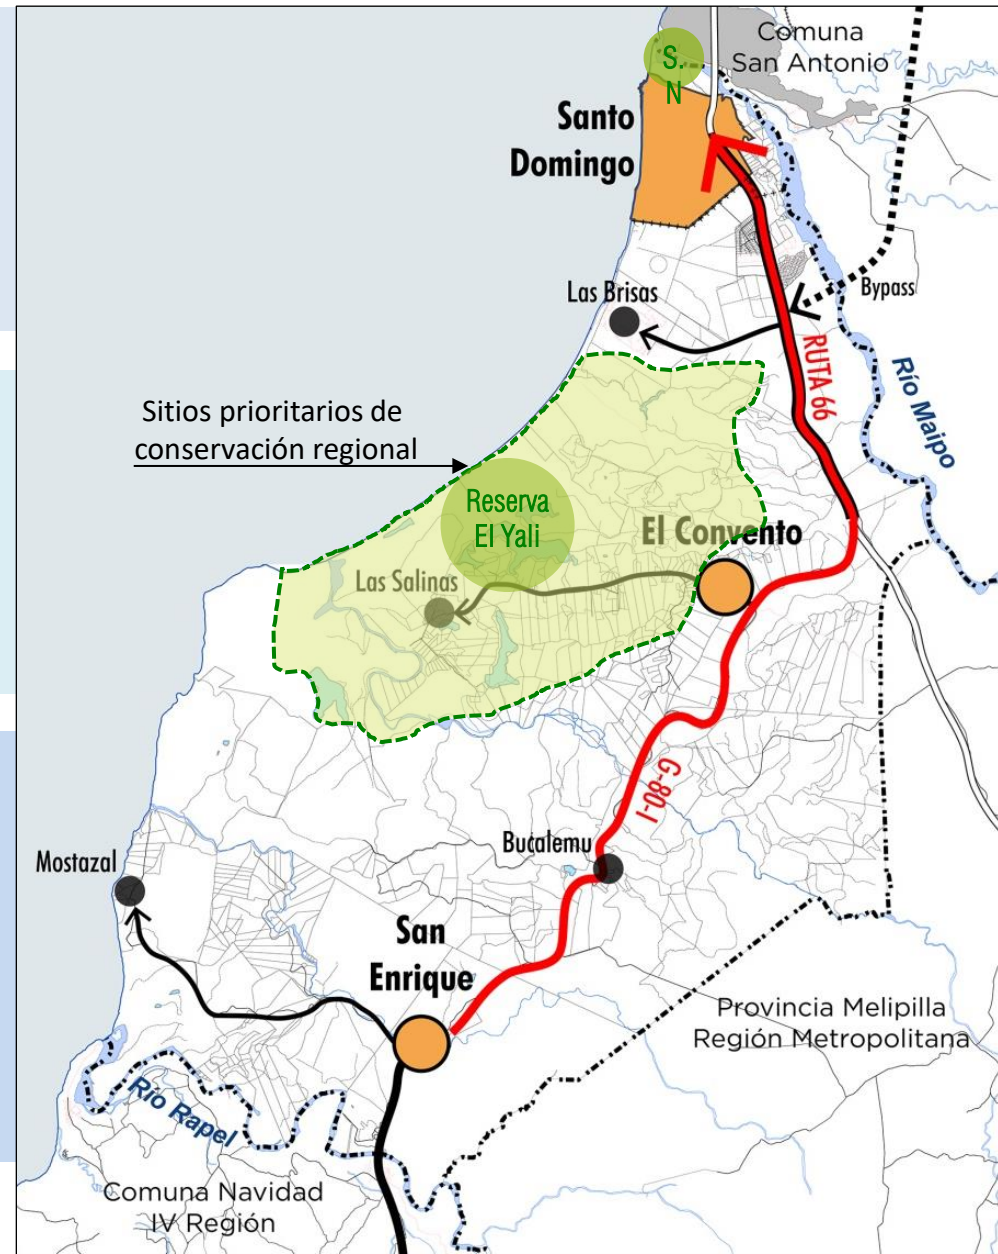 Comuna
San Antonio
S.
N
Santo
Domingo
Las Brisas
Bypass
RUTA 66
Río Maipo
Sitios prioritarios de
conservación regional
Reserva
El Yali
El Convento
Las Salinas
G-80-I
Bucalemu
Mostazal
San
Enrique
Provincia Melipilla
Región Metropolitana
Río Rapel
Comuna Navidad
IV Región